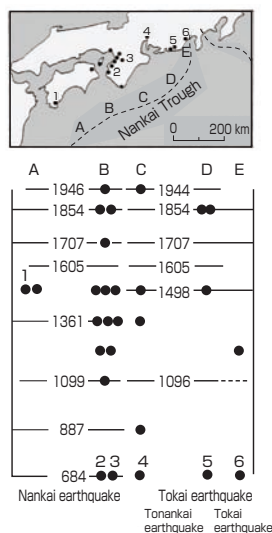 4 5 6
3 E
2 D
1 B C
A Nankai Trough
0 200 km
A B C D E
1946 1944
1854 1854
1707 1707
1605 1605
1
1498
1361
1099 1096
887
2 3 4 5 6
684
Nankai earthquake Tokai earthquake
Tonankai Tokai
earthquake earthquake